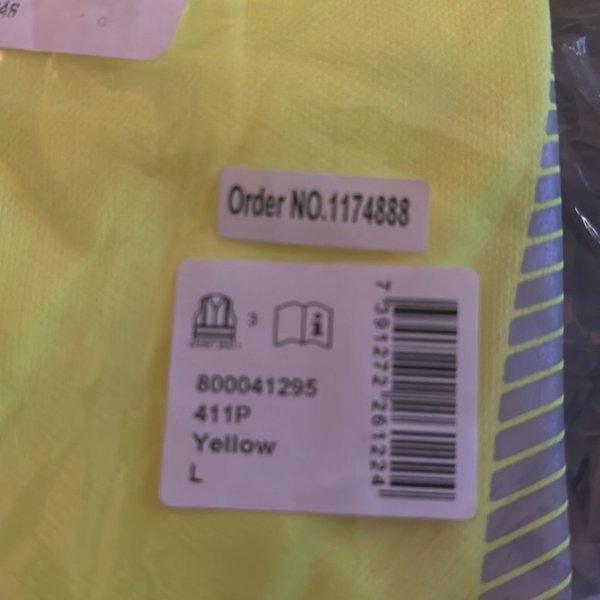 Order NO.1174888
3
i
800041295
411P
Yellow
L
7 391272 261224